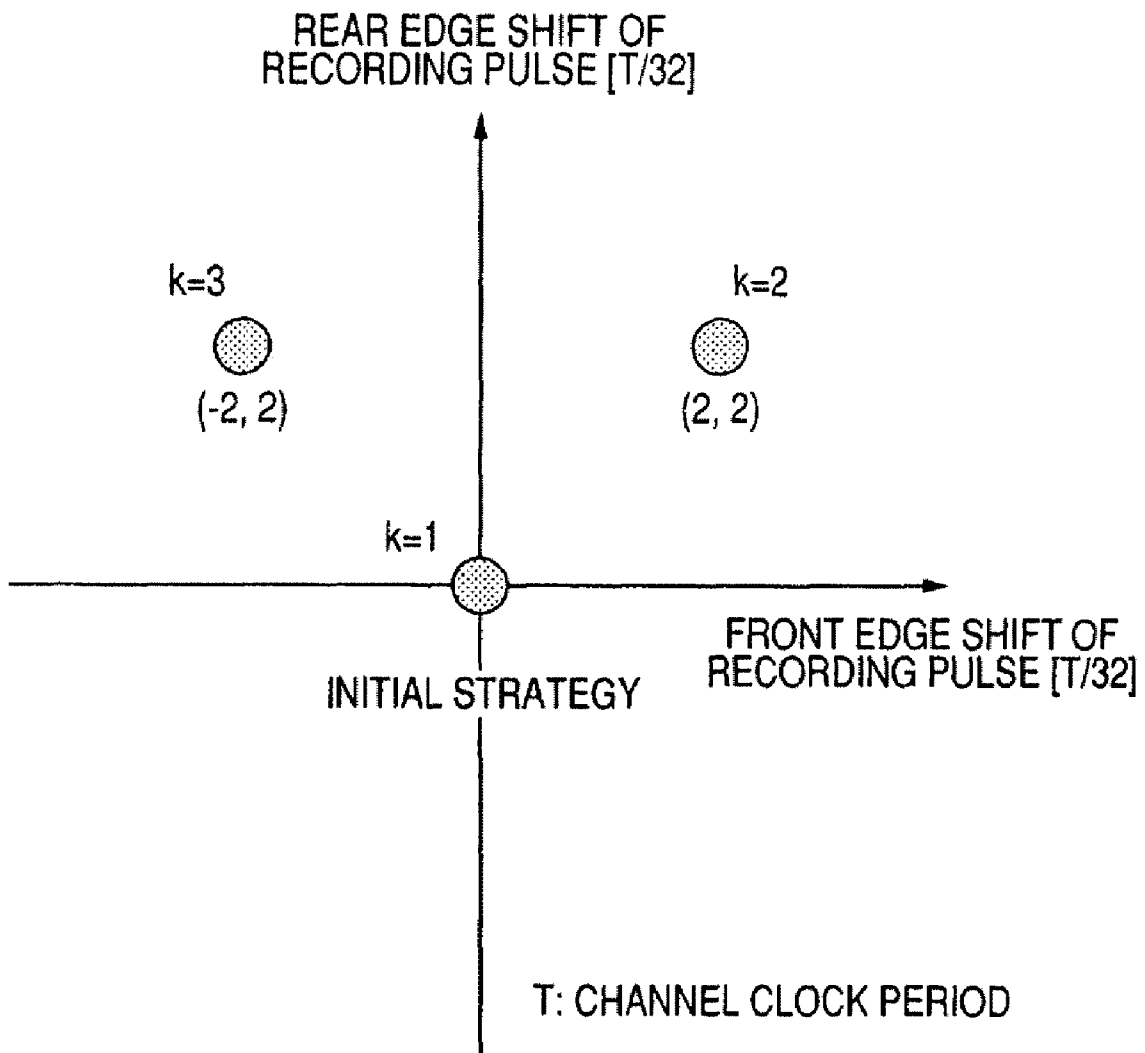 REAR EDGE SHIFT OF
RECORDING PULSE [T/32]
k=3
k=2
(-2, 2)
(2, 2)
k=1
FRONT EDGE SHIFT OF
RECORDING PULSE [T/32]
INITIAL STRATEGY
T: CHANNEL CLOCK PERIOD